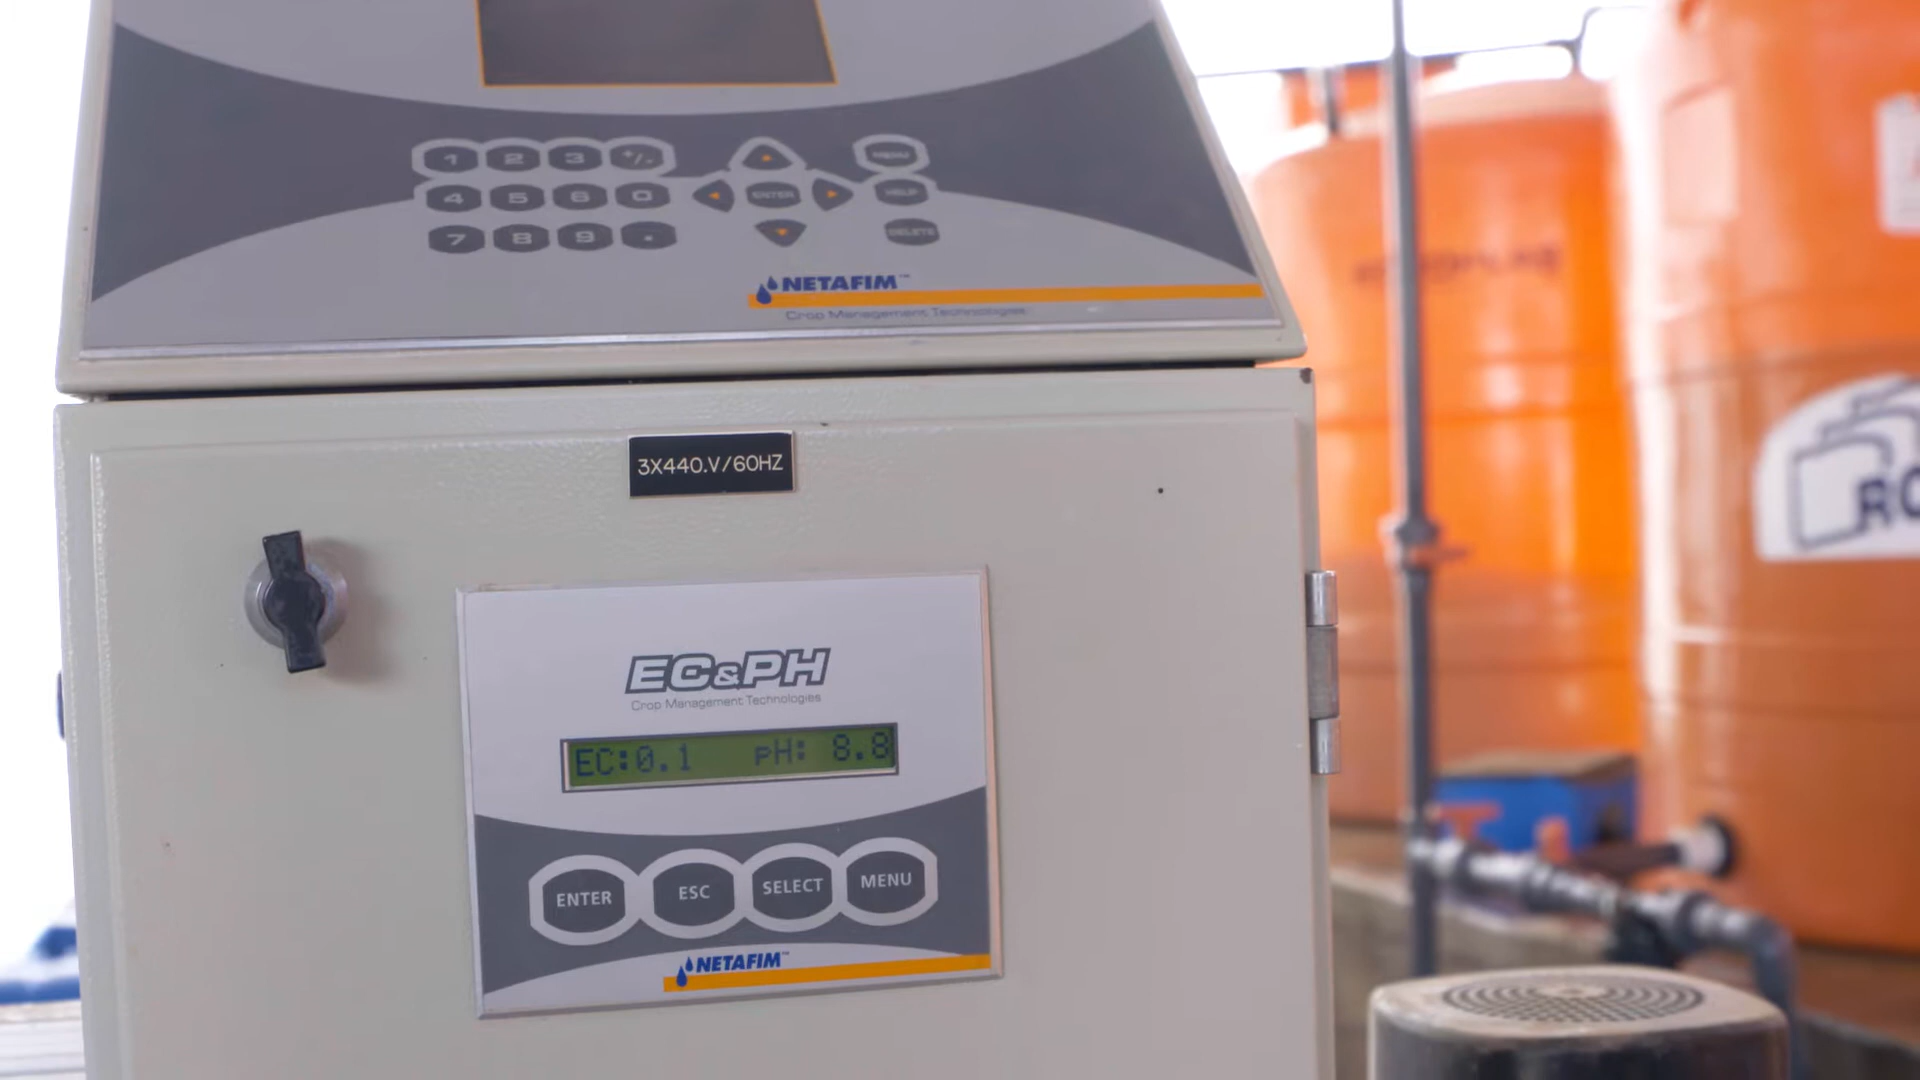 1 2 3 +/- MENU
4 5 6 0 ENTER HELP
7 8 9 . DELETE
NETAFIM™
Crop Management Technologies
3X440.V/60HZ
EC&PH
Crop Management Technologies
EC:0.1 pH: 8.8
ENTER ESC SELECT MENU
NETAFIM™
RO